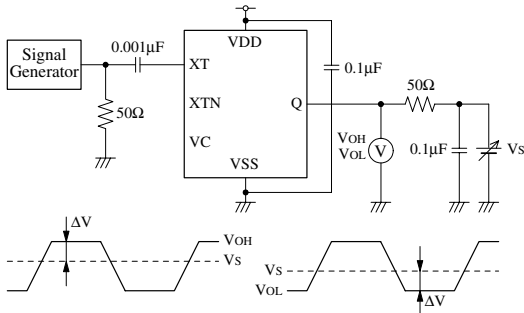 Signal
Generator
0.001μF
50Ω
XT
XTN
VC
VDD
VSS
Q
0.1μF
50Ω
VOH
VOL
V
0.1μF
VS
ΔV
VOH
VS
VS
VOL
ΔV